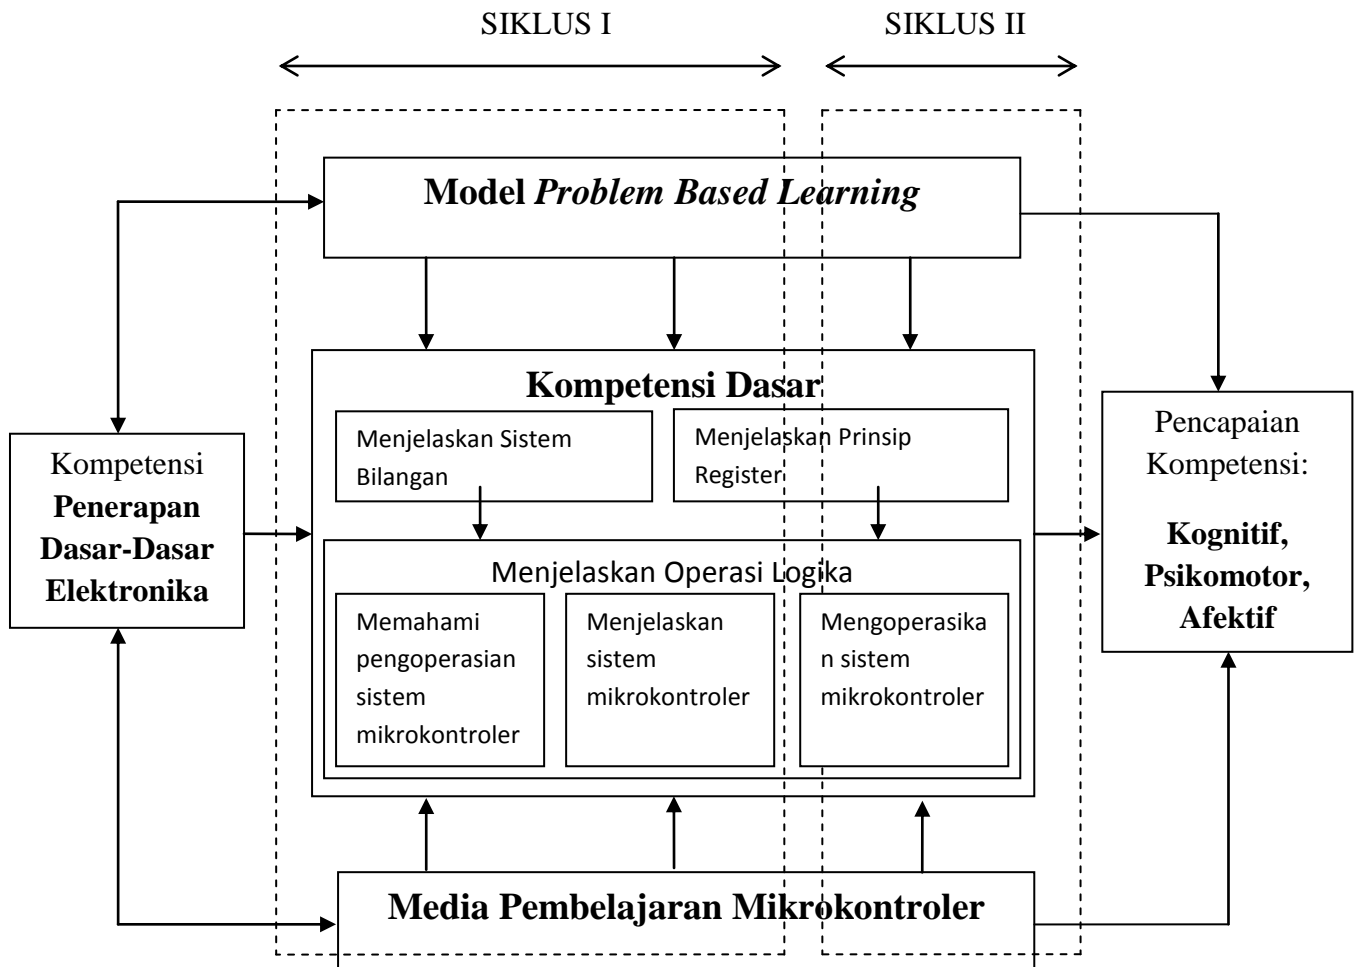 SIKLUS I
SIKLUS II
Model Problem Based Learning
Kompetensi Dasar
Menjelaskan Sistem
Bilangan
Menjelaskan Prinsip
Register
Kompetensi
Penerapan
Dasar-Dasar
Elektronika
Menjelaskan Operasi Logika
Memahami
pengoperasian
sistem
mikrokontroler
Menjelaskan
sistem
mikrokontroler
Mengoperasika
n sistem
mikrokontroler
Pencapaian
Kompetensi:
Kognitif,
Psikomotor,
Afektif
Media Pembelajaran Mikrokontroler